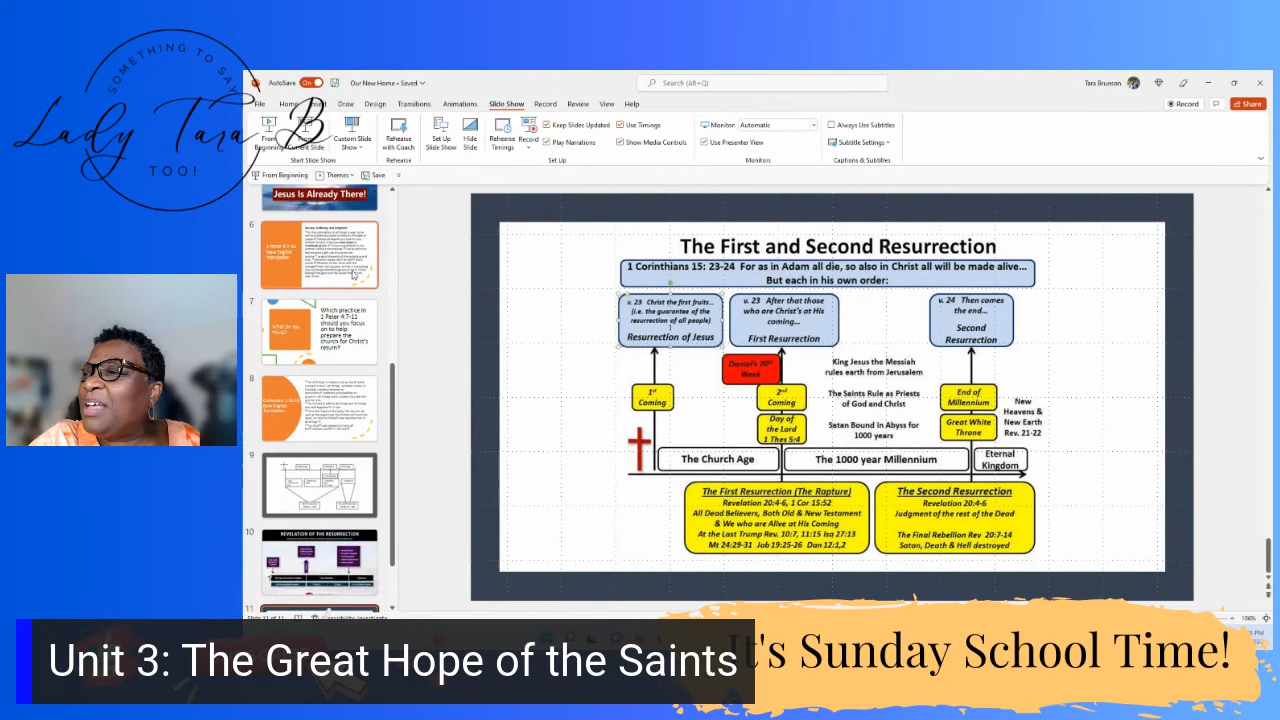 SOMETHING TO SAY
Lady Tara B
TOO!
AutoSave On Our New Home • Saved
Search (Alt+Q)
Tara Brunson
File Home Insert Draw Design Transitions Animations Slide Show Record Review View Help
Record Share
From Beginning
From Current Slide
Custom Slide Show
Rehearse with Coach
Set Up Slide Show
Hide Slide
Rehearse Timings
Record
Keep Slides Updated
Play Narrations
Use Timings
Show Media Controls
Monitor: Automatic
Use Presenter View
Always Use Subtitles
Subtitle Settings
Start Slide Show Rehearse Set Up Monitors Captions & Subtitles
From Beginning Themes Save
Jesus Is Already There!
6
1 Peter 4:7-11
New English
Translation
7
What Do You
Think?
Which practice in
1 Peter 4.7-11
should you focus
on to help
prepare the
church for Christ's
return?
8
New English
Translation
9
10
REVELATION OF THE RESURRECTION
11
The First and Second Resurrection
1 Corinthians 15: 23-24 For as in Adam all die, so also in Christ all will be made alive...
But each in his own order:
v. 23 Christ the first fruits...
(i.e. the guarantee of the
resurrection of all people)
Resurrection of Jesus
v. 23 After that those
who are Christ's at His
coming...
First Resurrection
v. 24 Then comes
the end...
Second
Resurrection
Daniel's 70th
Week
King Jesus the Messiah
rules earth from Jerusalem
1st
Coming
2nd
Coming
The Saints Rule as Priests
of God and Christ
End of
Millennium
Day of
the Lord
1 Thes 5:4
Satan Bound in Abyss for
1000 years
Great White
Throne
New
Heavens &
New Earth
Rev. 21-22
The Church Age
The 1000 year Millennium
Eternal
Kingdom
The First Resurrection (The Rapture)
Revelation 20:4-6, 1 Cor 15:52
All Dead Believers, Both Old & New Testament
& We who are Alive at His Coming
At the Last Trump Rev. 10:7, 11:15 Isa 27:13
Mt 24:29-31 Job 19:25-26 Dan 12:1,2
The Second Resurrection
Revelation 20:4-6
Judgment of the rest of the Dead
The Final Rebellion Rev 20:7-14
Satan, Death & Hell destroyed
106%
Unit 3: The Great Hope of the Saints
It's Sunday School Time!